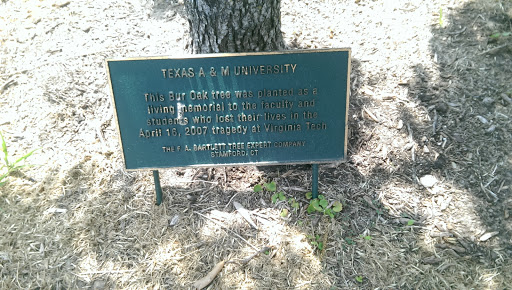 TEXAS A & M UNIVERSITY
This Bur Oak tree was planted as a
living memorial to the faculty and
students who lost their lives in the
April 16, 2007 tragedy at Virginia Tech.
THE F. A. BARTLETT TREE EXPERT COMPANY
STAMFORD, CT